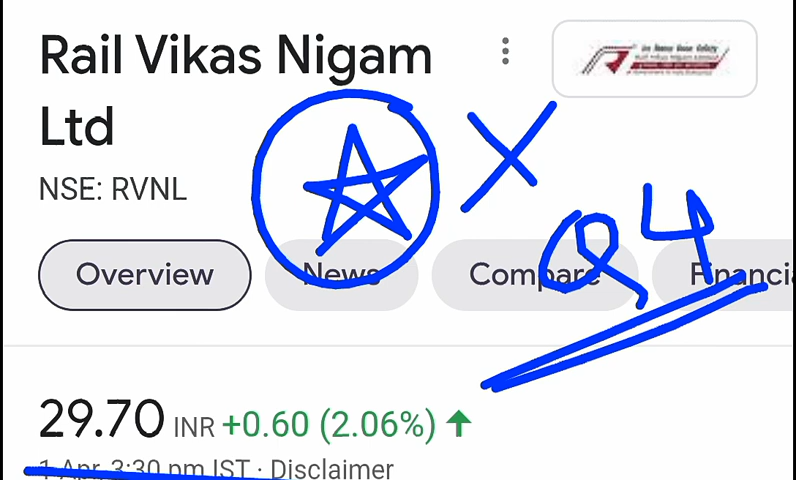 Rail Vikas Nigam
Ltd
NSE: RVNL
Q4
Overview News Compare Financi
29.70 INR +0.60 (2.06%)
1 Apr, 3:30 pm IST · Disclaimer